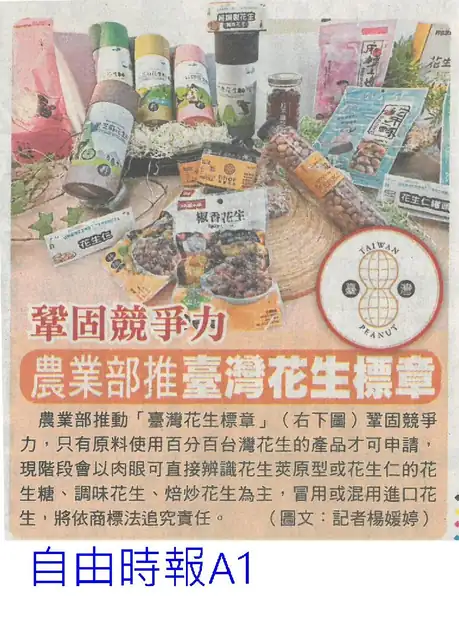 花生仁
椒香花生
花生仁
TAIWAN
臺灣
PEANUT
鞏固競爭力
農業部推臺灣花生標章
農業部推動「臺灣花生標章」（右下圖）鞏固競爭
力，只有原料使用百分百台灣花生的產品才可申請，
現階段會以肉眼可直接辨識花生莢原型或花生仁的花
生糖、調味花生、焙炒花生為主，冒用或混用進口花
生，將依商標法追究責任。　（圖文：記者楊媛婷）
自由時報A1